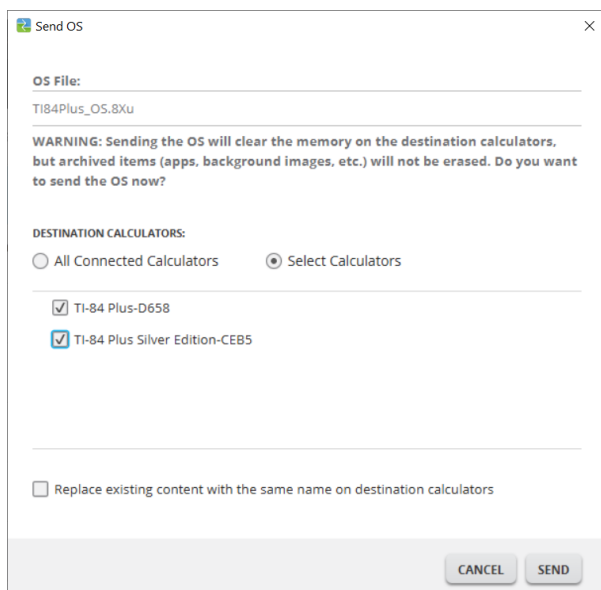 Send OS
OS File:
TI84Plus_OS.8Xu
WARNING: Sending the OS will clear the memory on the destination calculators,
but archived items (apps, background images, etc.) will not be erased. Do you want
to send the OS now?
DESTINATION CALCULATORS:
All Connected Calculators
Select Calculators
TI-84 Plus-D658
TI-84 Plus Silver Edition-CEB5
Replace existing content with the same name on destination calculators
CANCEL
SEND